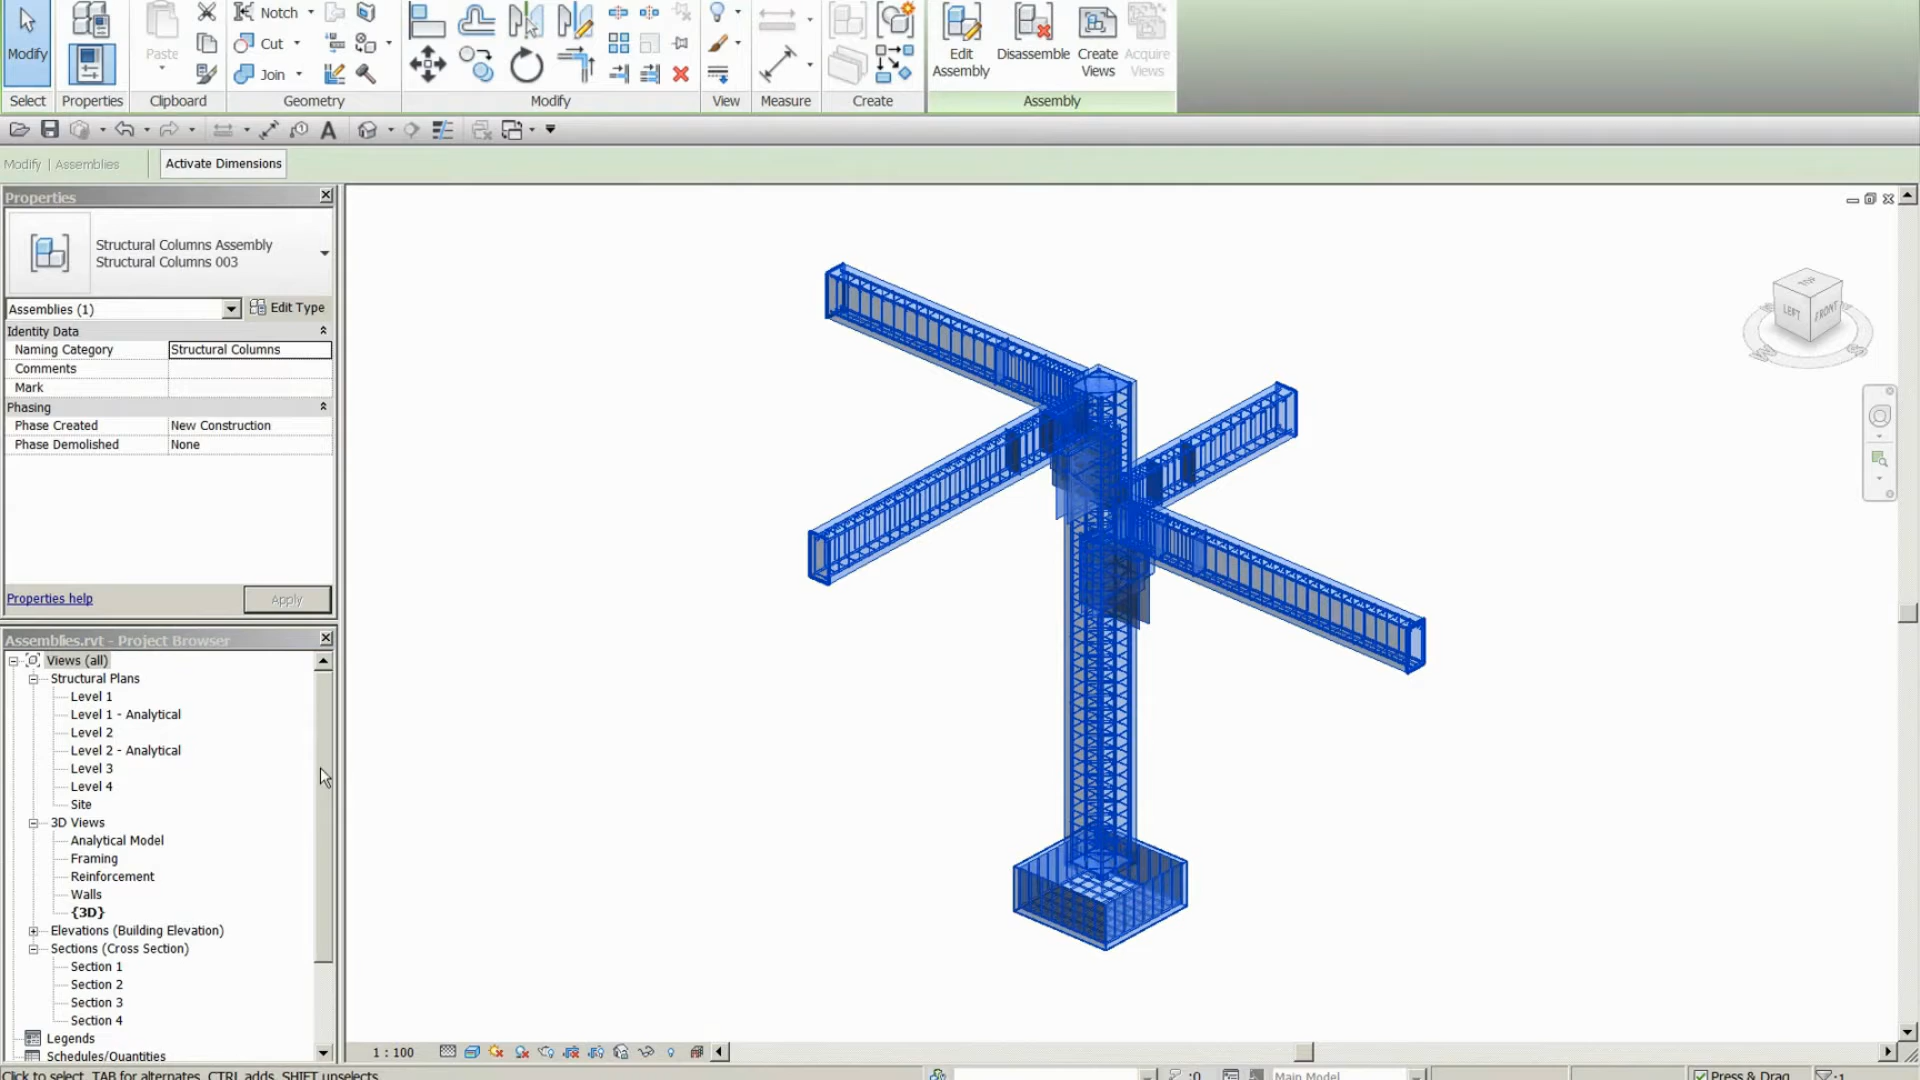 Modify
Paste
Notch
Cut
Join
Edit Assembly
Disassemble
Create Views
Acquire Views
Select
Properties
Clipboard
Geometry
Modify
View
Measure
Create
Assembly
Modify | Assemblies
Activate Dimensions
Properties
Structural Columns Assembly
Structural Columns 003
Assemblies (1)
Edit Type
Identity Data
Naming Category Structural Columns
Comments
Mark
Phasing
Phase Created New Construction
Phase Demolished None
Properties help
Apply
Assemblies.rvt - Project Browser
Views (all)
Structural Plans
Level 1
Level 1 - Analytical
Level 2
Level 2 - Analytical
Level 3
Level 4
Site
3D Views
Analytical Model
Framing
Reinforcement
Walls
{3D}
Elevations (Building Elevation)
Sections (Cross Section)
Section 1
Section 2
Section 3
Section 4
Legends
Schedules/Quantities
TOP
LEFT
FRONT
W
S
1 : 100
Click to select, TAB for alternates, CTRL adds, SHIFT unselects.
:0
Main Model
Press & Drag
:1